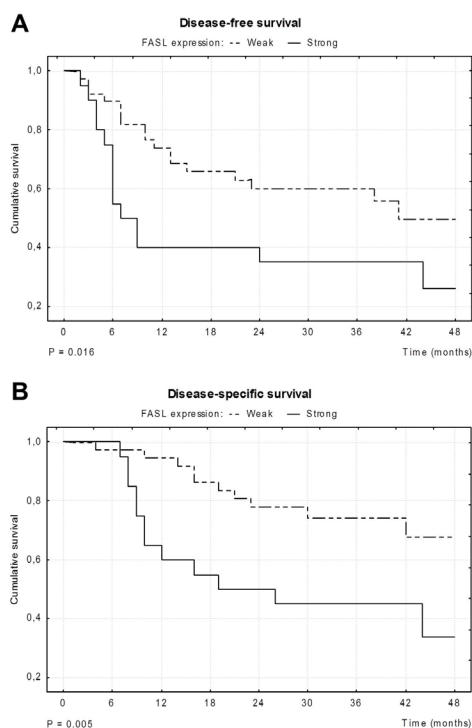 A
Disease-free survival
FASL expression: -- Weak — Strong
1,0
0,8
0,6
0,4
0,2
Cumulative survival
0 6 12 18 24 30 36 42 48
P = 0.016 Time (months)
B
Disease-specific survival
FASL expression: -- Weak — Strong
1,0
0,8
0,6
0,4
0,2
Cumulative survival
0 6 12 18 24 30 36 42 48
P = 0.005 Time (months)